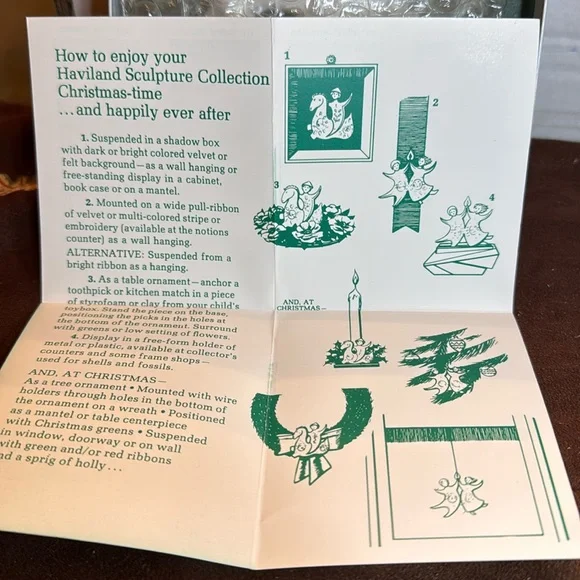 How to enjoy your
Haviland Sculpture Collection
Christmas-time
...and happily ever after
1. Suspended in a shadow box
with dark or bright colored velvet or
felt background—as a wall hanging or
free-standing display in a cabinet,
book case or on a mantel.
2. Mounted on a wide pull-ribbon
of velvet or multi-colored stripe or
embroidery (available at the notions
counter) as a wall hanging.
ALTERNATIVE: Suspended from a
bright ribbon as a hanging.
3. As a table ornament—anchor a
toothpick or kitchen match in a piece
of styrofoam or clay from your child's
toybox. Stand the piece on the base,
positioning the picks in the holes at
the bottom of the ornament. Surround
with greens or low setting of flowers.
4. Display in a free-form holder of
metal or plastic, available at collector's
counters and some frame shops—
used for shells and fossils.
AND, AT CHRISTMAS—
As a tree ornament • Mounted with wire
holders through holes in the bottom of
the ornament on a wreath • Positioned
as a mantel or table centerpiece
with Christmas greens • Suspended
in window, doorway or on wall
with green and/or red ribbons
and a sprig of holly...
1
2
3
4
AND, AT
CHRISTMAS—